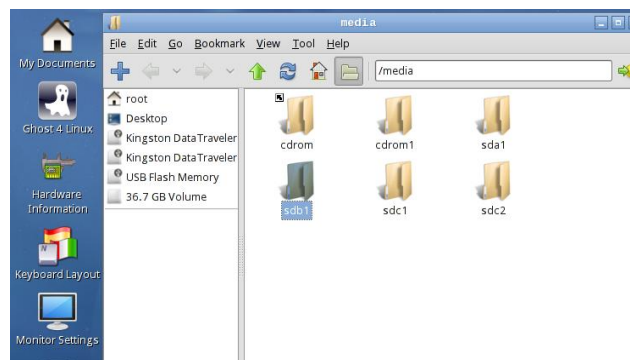 media
File Edit Go Bookmark View Tool Help
/media
My Documents
Ghost 4 Linux
Hardware
Information
Keyboard Layout
N
Monitor Settings
root
Desktop
Kingston DataTraveler
Kingston DataTraveler
USB Flash Memory
36.7 GB Volume
cdrom cdrom1 sda1
sdb1 sdc1 sdc2